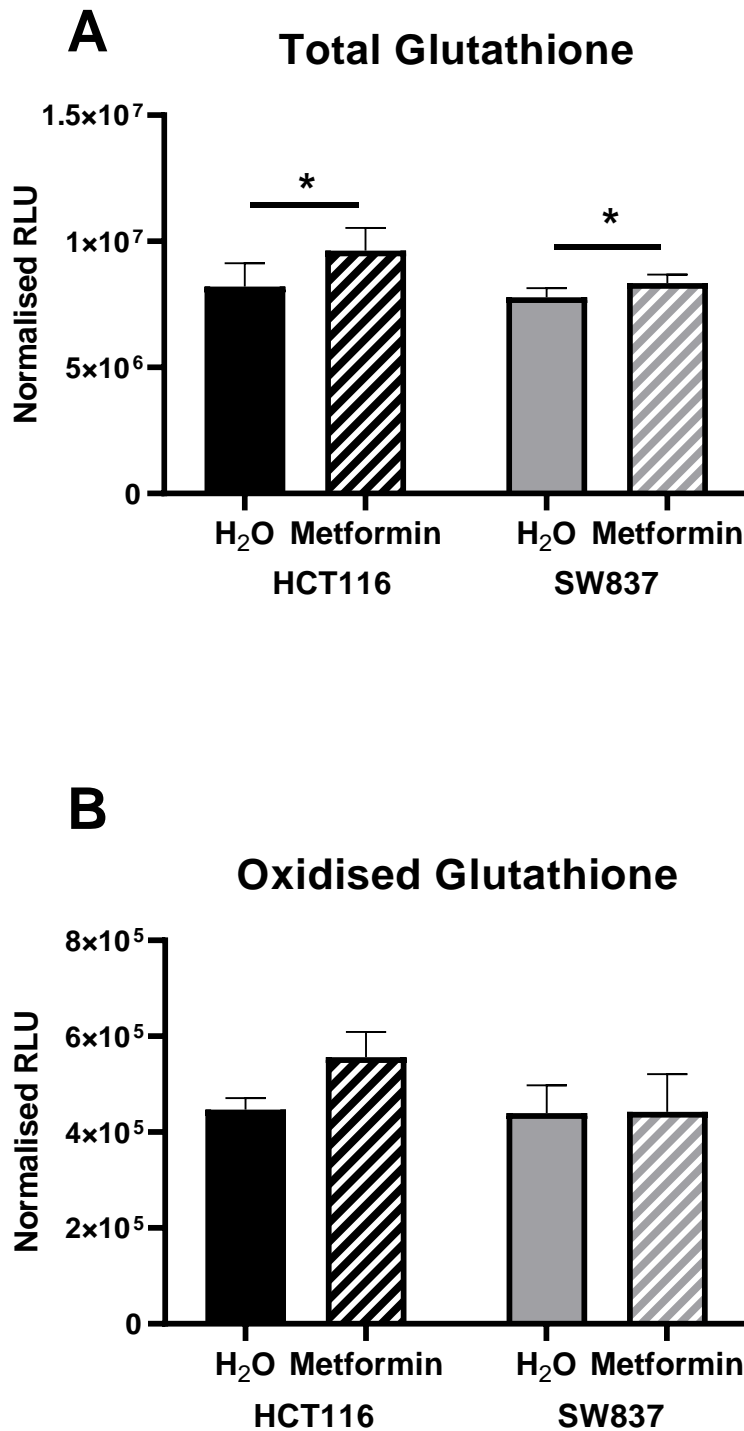 A
Total Glutathione
1.5×10⁷
1×10⁷
5×10⁶
0
Normalised RLU
*
*
H₂O Metformin H₂O Metformin
HCT116 SW837
B
Oxidised Glutathione
8×10⁵
6×10⁵
4×10⁵
2×10⁵
0
Normalised RLU
H₂O Metformin H₂O Metformin
HCT116 SW837